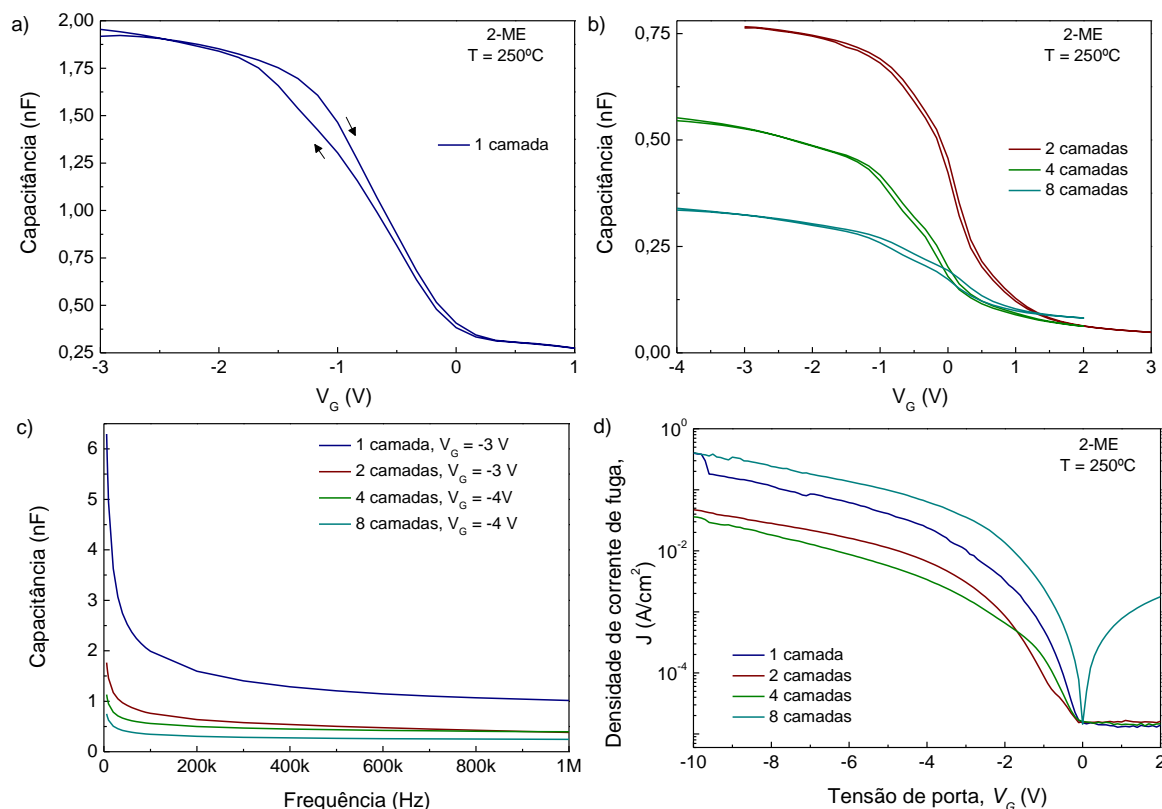 a)
2,00
1,75
1,50
1,25
1,00
0,75
0,50
0,25
Capacitância (nF)
2-ME
T = 250ºC
1 camada
-3
-2
-1
0
1
V_G (V)
b)
0,75
0,50
0,25
0,00
Capacitância (nF)
2-ME
T = 250ºC
2 camadas
4 camadas
8 camadas
-4
-3
-2
-1
0
1
2
3
V_G (V)
c)
6
5
4
3
2
1
0
Capacitância (nF)
1 camada, V_G = -3 V
2 camadas, V_G = -3 V
4 camadas, V_G = -4V
8 camadas, V_G = -4 V
0
200k
400k
600k
800k
1M
Frequência (Hz)
d)
10^0
10^-2
10^-4
Densidade de corrente de fuga,
J (A/cm²)
2-ME
T = 250ºC
1 camada
2 camadas
4 camadas
8 camadas
-10
-8
-6
-4
-2
0
2
Tensão de porta, V_G (V)